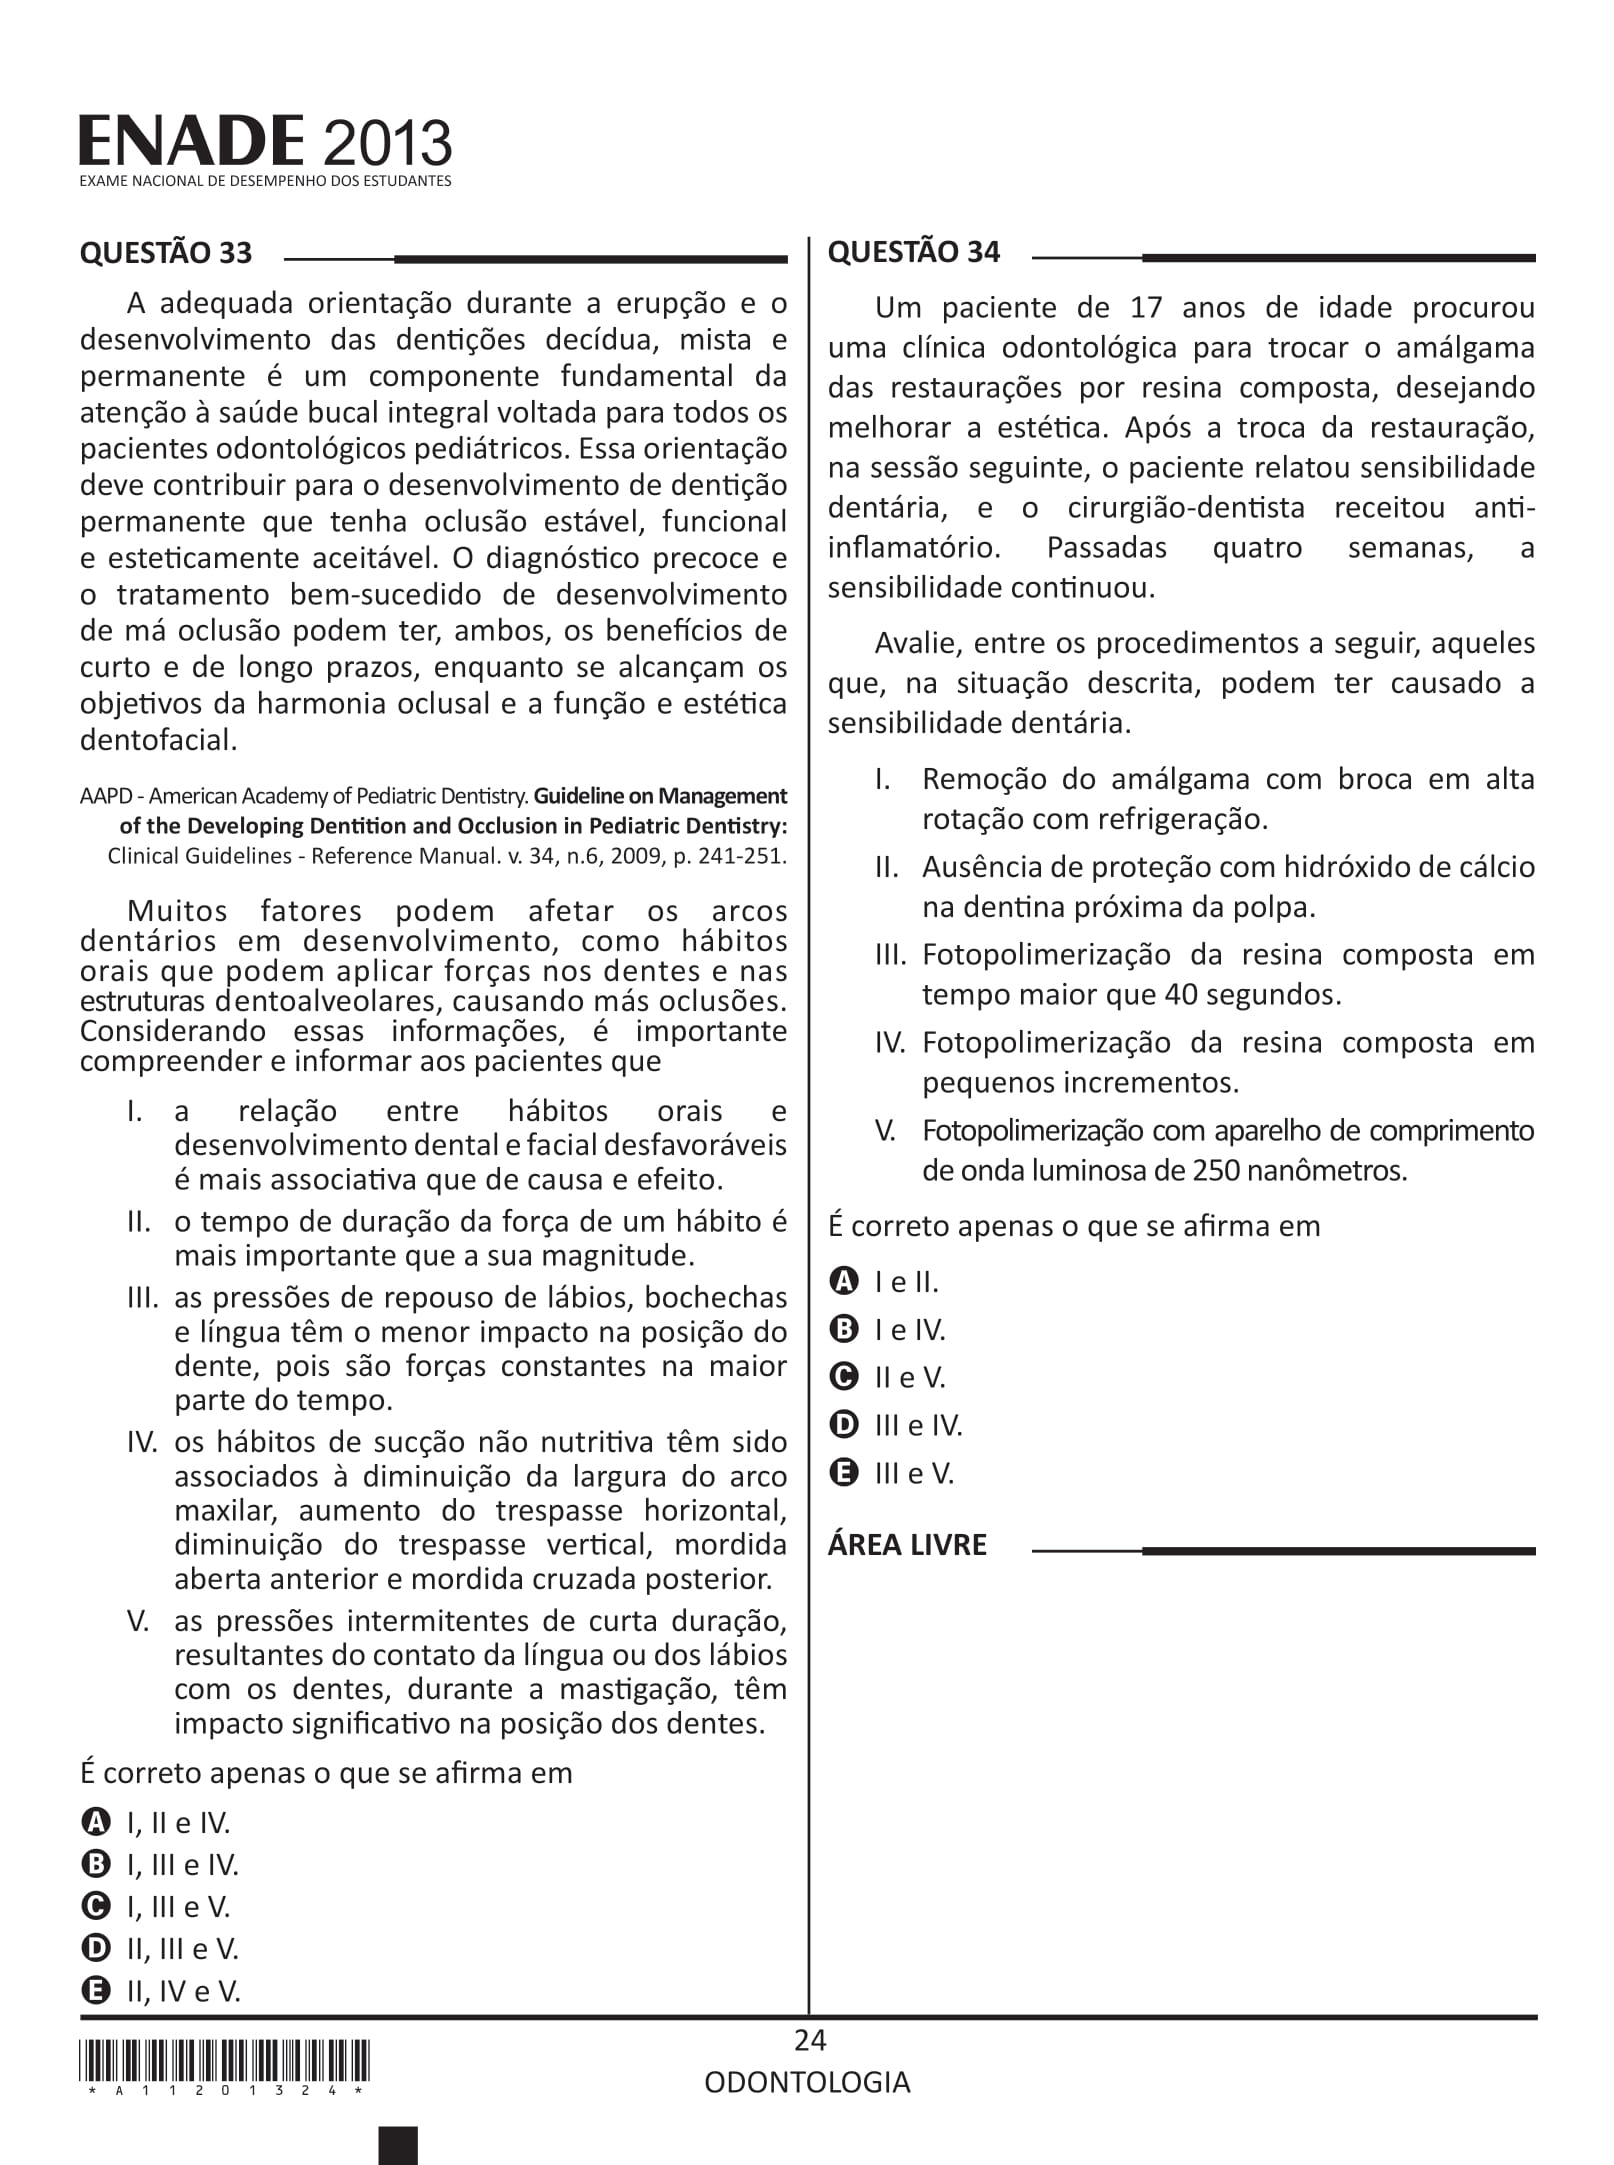 ENADE 2013
EXAME NACIONAL DE DESEMPENHO DOS ESTUDANTES
QUESTÃO 33
A adequada orientação durante a erupção e o
desenvolvimento das dentições decídua, mista e
permanente é um componente fundamental da
atenção à saúde bucal integral voltada para todos os
pacientes odontológicos pediátricos. Essa orientação
deve contribuir para o desenvolvimento de dentição
permanente que tenha oclusão estável, funcional
e esteticamente aceitável. O diagnóstico precoce e
o tratamento bem-sucedido de desenvolvimento
de má oclusão podem ter, ambos, os benefícios de
curto e de longo prazos, enquanto se alcançam os
objetivos da harmonia oclusal e a função e estética
dentofacial.
AAPD - American Academy of Pediatric Dentistry. Guideline on Management
of the Developing Dentition and Occlusion in Pediatric Dentistry:
Clinical Guidelines - Reference Manual. v. 34, n.6, 2009, p. 241-251.
Muitos fatores podem afetar os arcos
dentários em desenvolvimento, como hábitos
orais que podem aplicar forças nos dentes e nas
estruturas dentoalveolares, causando más oclusões.
Considerando essas informações, é importante
compreender e informar aos pacientes que
I. a relação entre hábitos orais e
desenvolvimento dental e facial desfavoráveis
é mais associativa que de causa e efeito.
II. o tempo de duração da força de um hábito é
mais importante que a sua magnitude.
III. as pressões de repouso de lábios, bochechas
e língua têm o menor impacto na posição do
dente, pois são forças constantes na maior
parte do tempo.
IV. os hábitos de sucção não nutritiva têm sido
associados à diminuição da largura do arco
maxilar, aumento do trespasse horizontal,
diminuição do trespasse vertical, mordida
aberta anterior e mordida cruzada posterior.
V. as pressões intermitentes de curta duração,
resultantes do contato da língua ou dos lábios
com os dentes, durante a mastigação, têm
impacto significativo na posição dos dentes.
É correto apenas o que se afirma em
A I, II e IV.
B I, III e IV.
C I, III e V.
D II, III e V.
E II, IV e V.
QUESTÃO 34
Um paciente de 17 anos de idade procurou
uma clínica odontológica para trocar o amálgama
das restaurações por resina composta, desejando
melhorar a estética. Após a troca da restauração,
na sessão seguinte, o paciente relatou sensibilidade
dentária, e o cirurgião-dentista receitou anti-
inflamatório. Passadas quatro semanas, a
sensibilidade continuou.
Avalie, entre os procedimentos a seguir, aqueles
que, na situação descrita, podem ter causado a
sensibilidade dentária.
I. Remoção do amálgama com broca em alta
rotação com refrigeração.
II. Ausência de proteção com hidróxido de cálcio
na dentina próxima da polpa.
III. Fotopolimerização da resina composta em
tempo maior que 40 segundos.
IV. Fotopolimerização da resina composta em
pequenos incrementos.
V. Fotopolimerização com aparelho de comprimento
de onda luminosa de 250 nanômetros.
É correto apenas o que se afirma em
A I e II.
B I e IV.
C II e V.
D III e IV.
E III e V.
ÁREA LIVRE
24
ODONTOLOGIA
* A 1 1 2 0 1 3 2 4 *